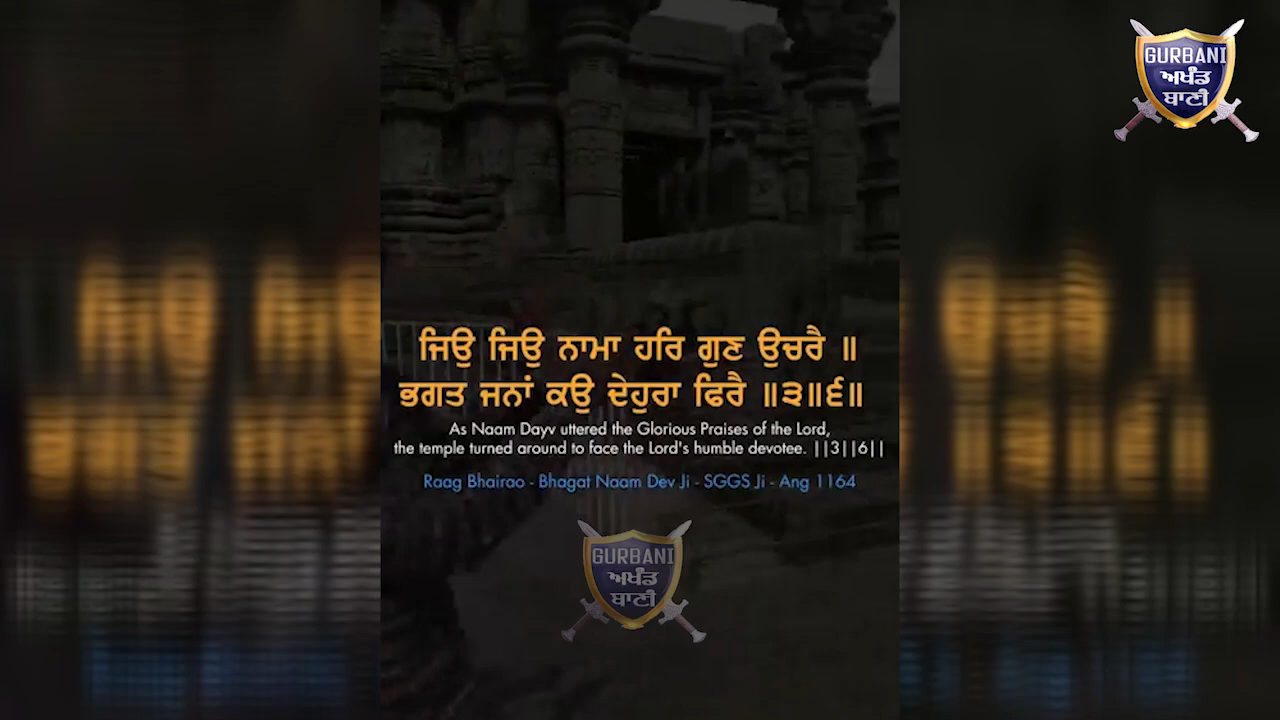 GURBANI
ਅਖੰਡ
ਬਾਣੀ
ਜਿਉ ਜਿਉ ਨਾਮਾ ਹਰਿ ਗੁਣ ਉਚਰੈ ॥
ਭਗਤ ਜਨਾਂ ਕਉ ਦੇਹੁਰਾ ਫਿਰੈ ॥੩॥੬॥
As Naam Dayv uttered the Glorious Praises of the Lord,
the temple turned around to face the Lord's humble devotee. ||3||6||
Raag Bhairao - Bhagat Naam Dev Ji - SGGS Ji - Ang 1164
GURBANI
ਅਖੰਡ
ਬਾਣੀ